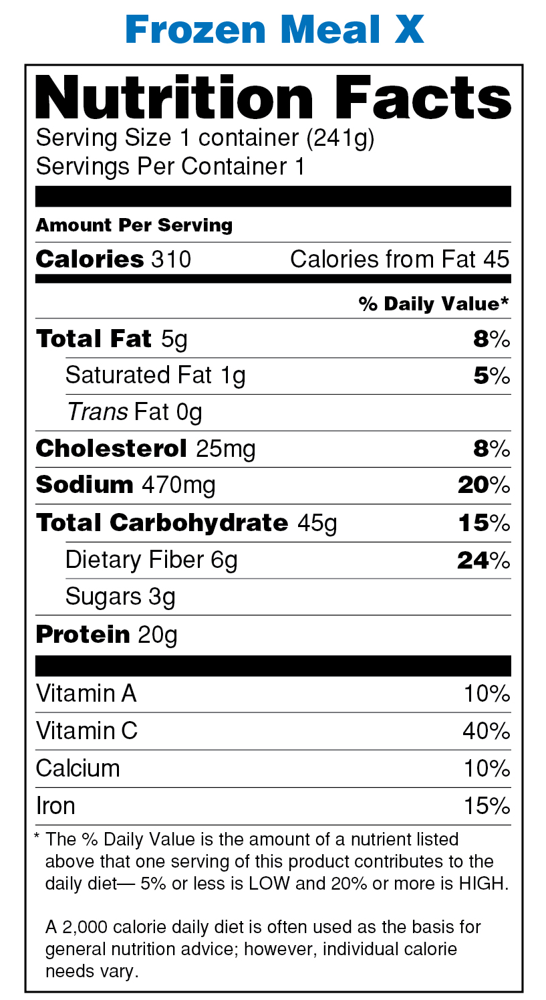 Frozen Meal X
Nutrition Facts
Serving Size 1 container (241g)
Servings Per Container 1
Amount Per Serving
Calories 310 Calories from Fat 45
% Daily Value*
Total Fat 5g 8%
Saturated Fat 1g 5%
Trans Fat 0g
Cholesterol 25mg 8%
Sodium 470mg 20%
Total Carbohydrate 45g 15%
Dietary Fiber 6g 24%
Sugars 3g
Protein 20g
Vitamin A 10%
Vitamin C 40%
Calcium 10%
Iron 15%
* The % Daily Value is the amount of a nutrient listed
above that one serving of this product contributes to the
daily diet— 5% or less is LOW and 20% or more is HIGH.
A 2,000 calorie daily diet is often used as the basis for
general nutrition advice; however, individual calorie
needs vary.